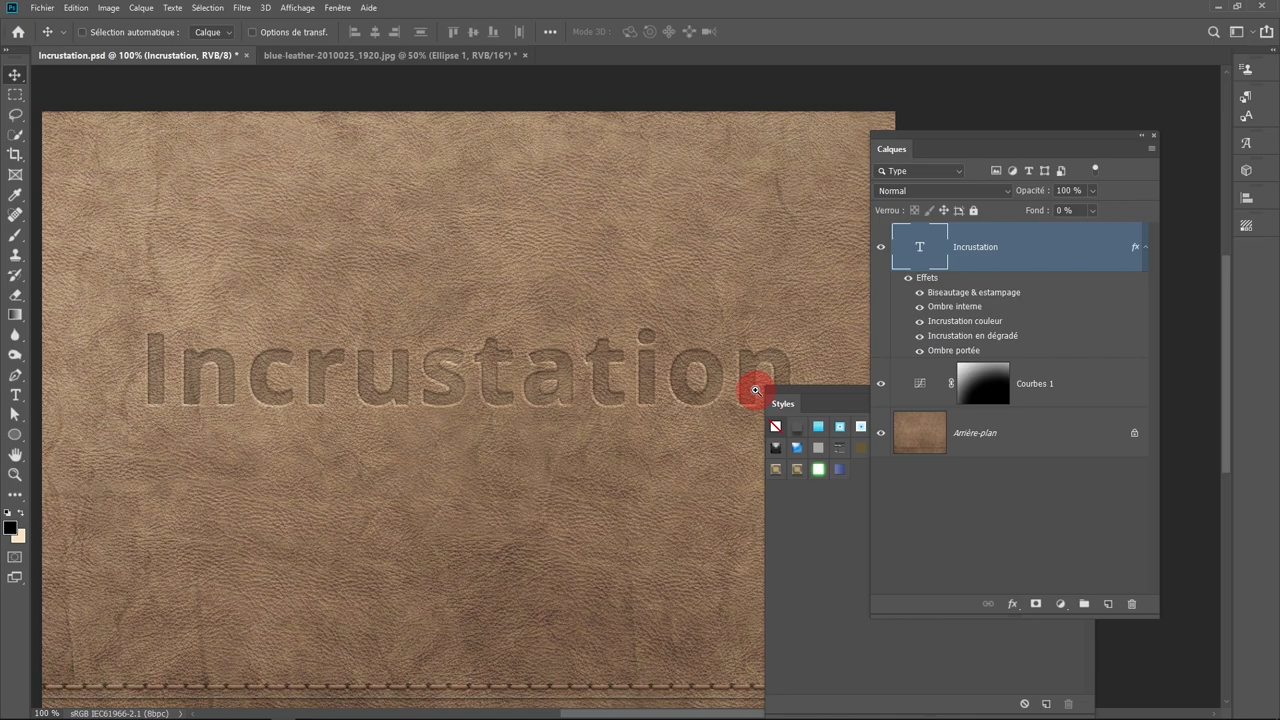 Ps Fichier Edition Image Calque Texte Sélection Filtre 3D Affichage Fenêtre Aide
Sélection automatique : Calque Options de transf. Mode 3D :
Incrustation.psd @ 100% (Incrustation, RVB/8) * × blue-leather-2010025_1920.jpg @ 50% (Ellipse 1, RVB/16*) * ×
Calques
Type
Normal Opacité : 100 %
Verrou : Fond : 0 %
T Incrustation fx
Effets
Biseautage & estampage
Ombre interne
Incrustation couleur
Incrustation en dégradé
Ombre portée
Courbes 1
Arrière-plan
Incrustation
Styles
fx
100 % sRGB IEC61966-2.1 (8bpc)